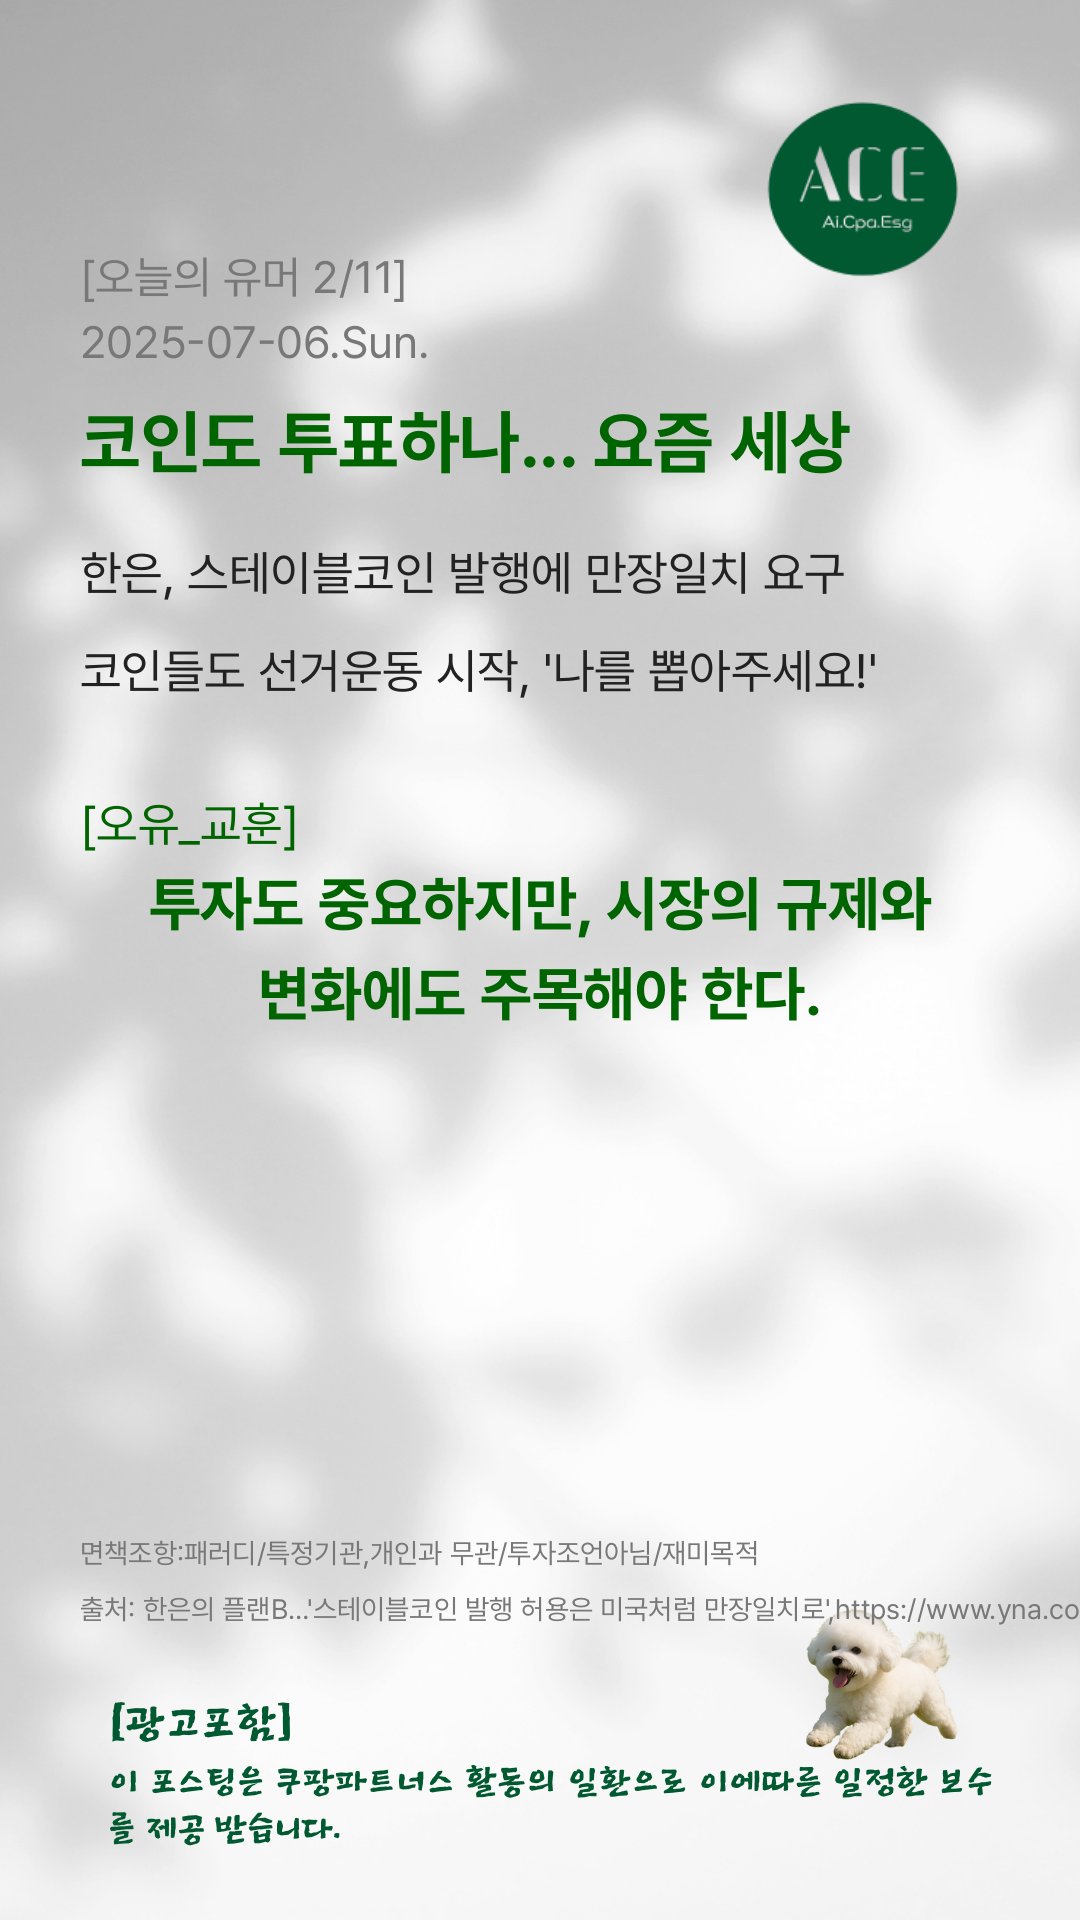 ACE
Ai.Cpa.Esg
[오늘의 유머 2/11]
2025-07-06.Sun.
코인도 투표하나... 요즘 세상
한은, 스테이블코인 발행에 만장일치 요구
코인들도 선거운동 시작, '나를 뽑아주세요!'
[오유_교훈]
투자도 중요하지만, 시장의 규제와
변화에도 주목해야 한다.
면책조항:패러디/특정기관,개인과 무관/투자조언아님/재미목적
출처: 한은의 플랜B...'스테이블코인 발행 허용은 미국처럼 만장일치로',https://www.yna.co
[광고포함]
이 포스팅은 쿠팡파트너스 활동의 일환으로 이에따른 일정한 보수
를 제공 받습니다.